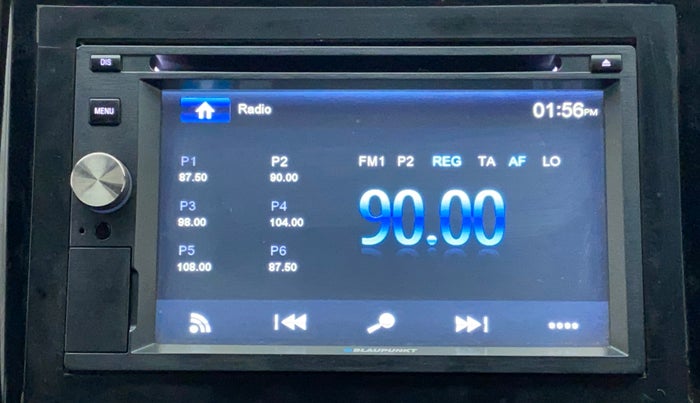 DIS
MENU
Radio
01:56PM
P1 P2
87.50 90.00
P3 P4
98.00 104.00
P5 P6
108.00 87.50
FM1 P2 REG TA AF LO
90.00
BLAUPUNKT